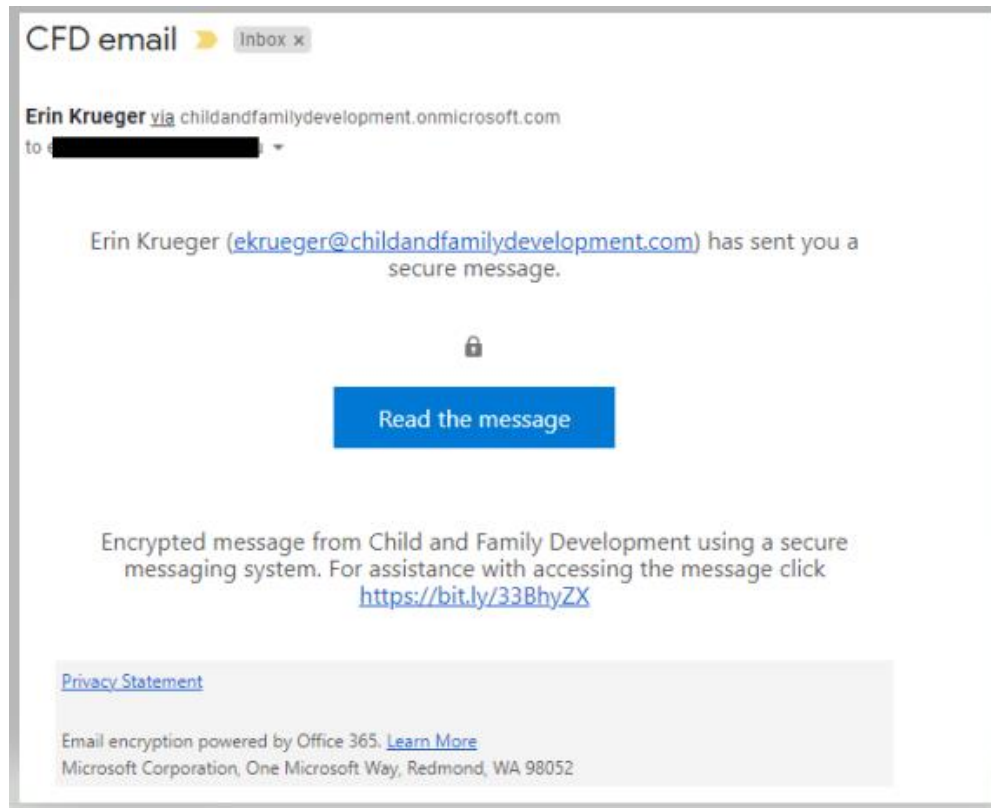 CFD email Inbox x
Erin Krueger via childandfamilydevelopment.onmicrosoft.com
to
Erin Krueger (ekrueger@childandfamilydevelopment.com) has sent you a
secure message.
Read the message
Encrypted message from Child and Family Development using a secure
messaging system. For assistance with accessing the message click
https://bit.ly/33BhyZX
Privacy Statement
Email encryption powered by Office 365. Learn More
Microsoft Corporation, One Microsoft Way, Redmond, WA 98052